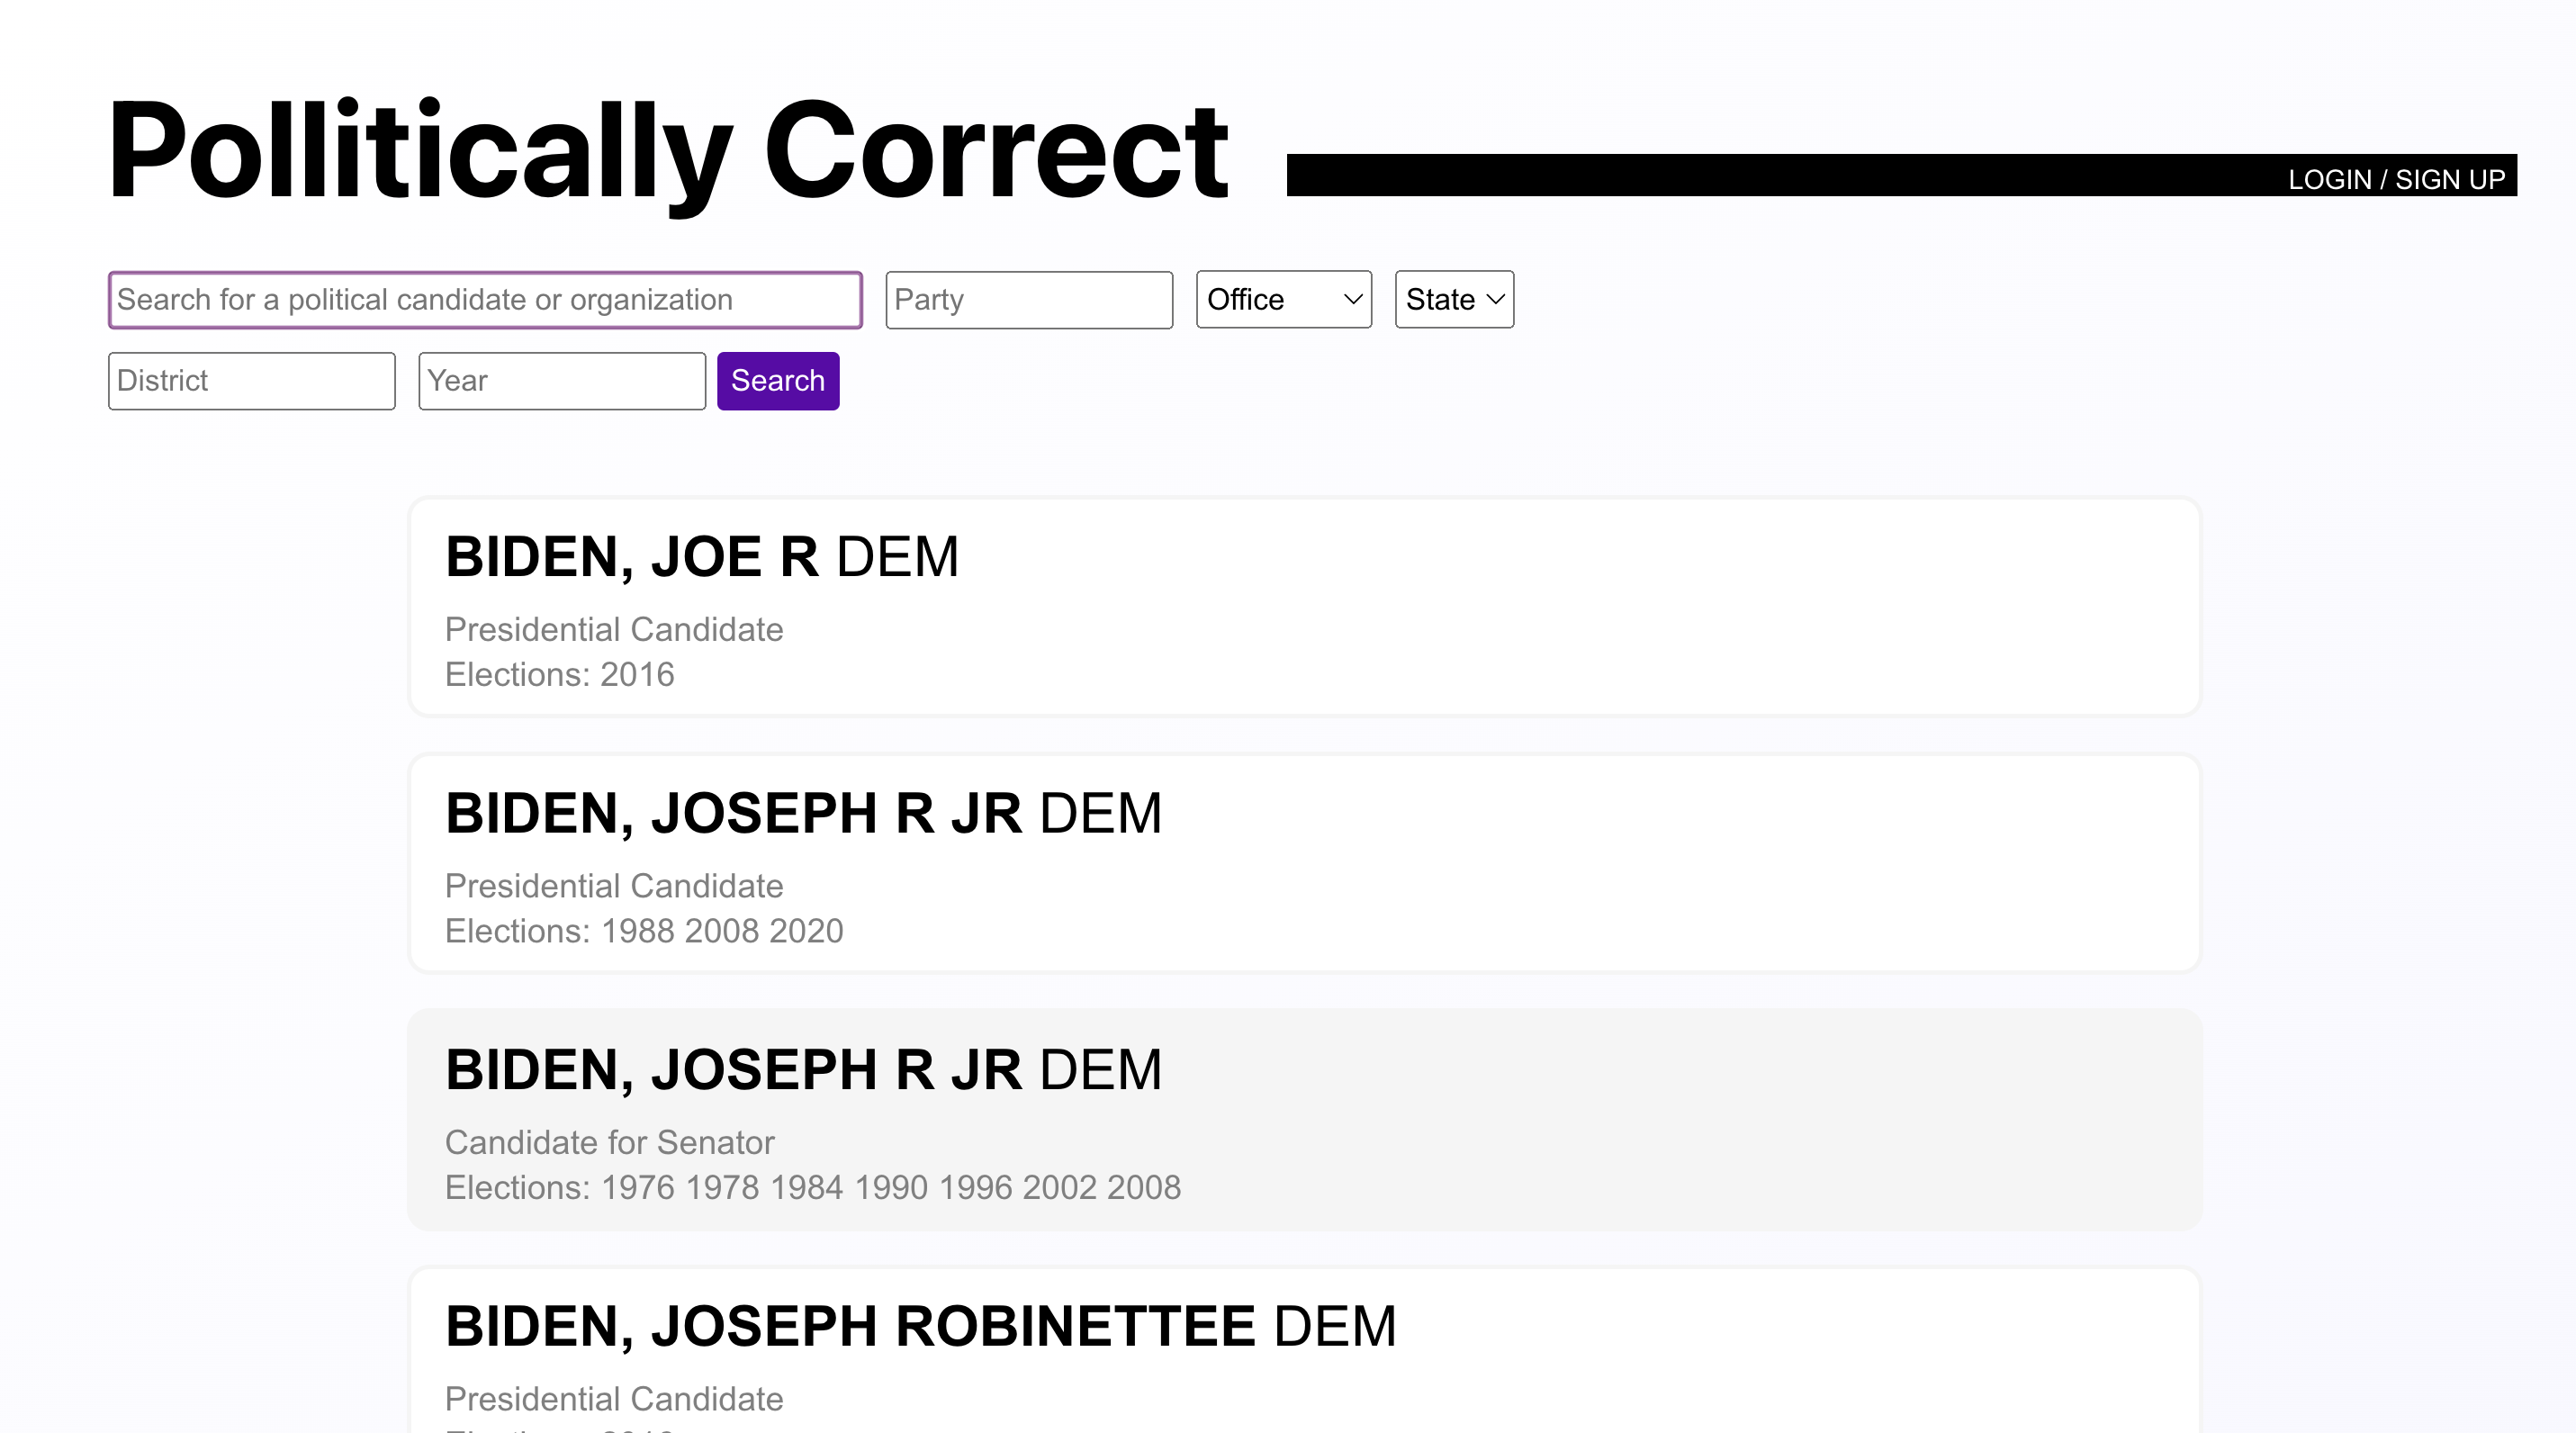 Pollitically Correct
LOGIN / SIGN UP
Search for a political candidate or organization
Party
Office
State
District
Year
Search
BIDEN, JOE R DEM
Presidential Candidate
Elections: 2016
BIDEN, JOSEPH R JR DEM
Presidential Candidate
Elections: 1988 2008 2020
BIDEN, JOSEPH R JR DEM
Candidate for Senator
Elections: 1976 1978 1984 1990 1996 2002 2008
BIDEN, JOSEPH ROBINETTEE DEM
Presidential Candidate